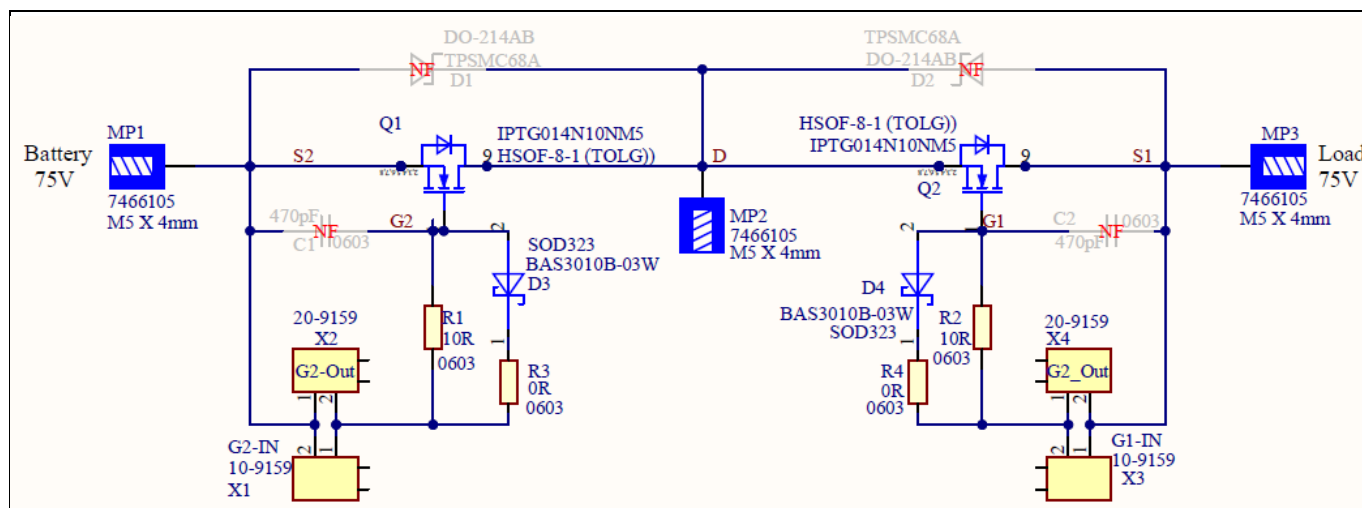 DO-214AB
TPSMC68A
NF
D1
TPSMC68A
DO-214AB
NF
D2
Battery
75V
MP1
7466105
M5 X 4mm
S2
Q1
9
IPTG014N10NM5
HSOF-8-1 (TOLG))
D
MP2
7466105
M5 X 4mm
HSOF-8-1 (TOLG))
IPTG014N10NM5
9
Q2
S1
MP3
7466105
M5 X 4mm
Load
75V
470pF
NF
C1
0603
G2
2
SOD323
BAS3010B-03W
D3
R1
10R
0603
1
R3
0R
0603
2
G1
C2
0603
NF
470pF
D4
BAS3010B-03W
SOD323
R2
10R
0603
1
R4
0R
0603
20-9159
X2
G2-Out
1
2
G2-IN
10-9159
X1
2
1
20-9159
X4
G2_Out
1
2
G1-IN
10-9159
X3
2
1